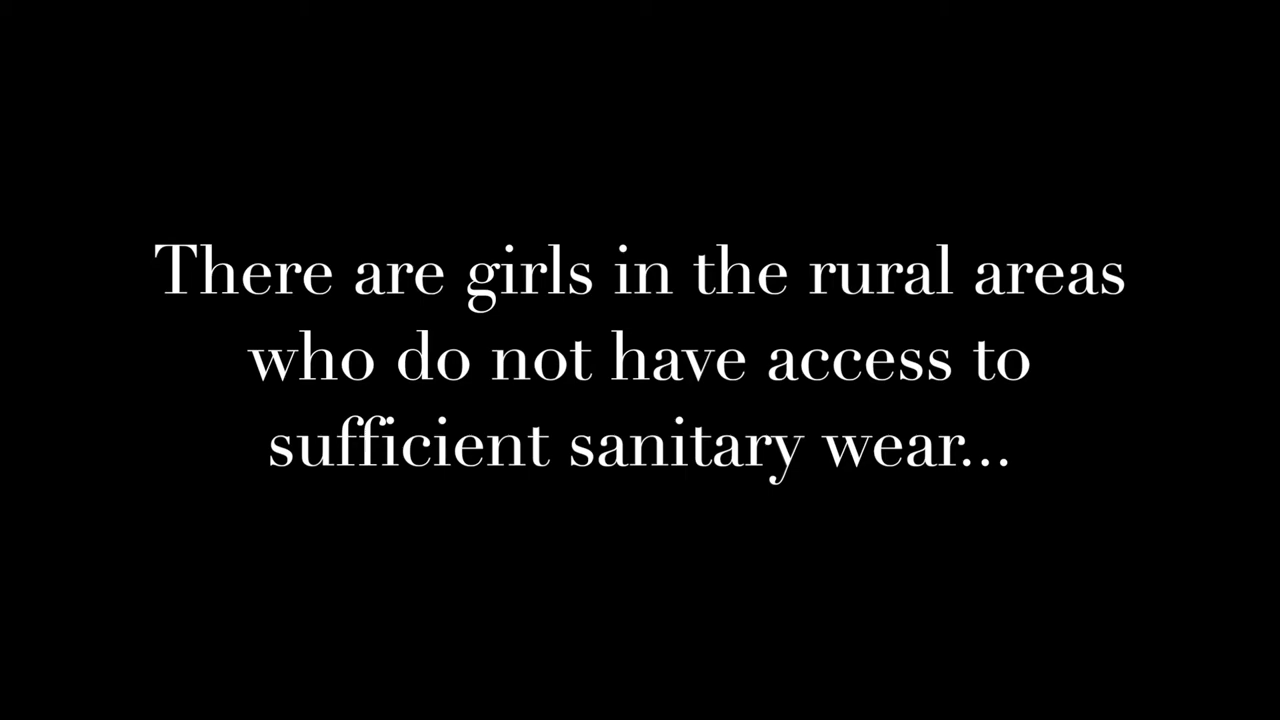 There are girls in the rural areas
who do not have access to
sufficient sanitary wear...